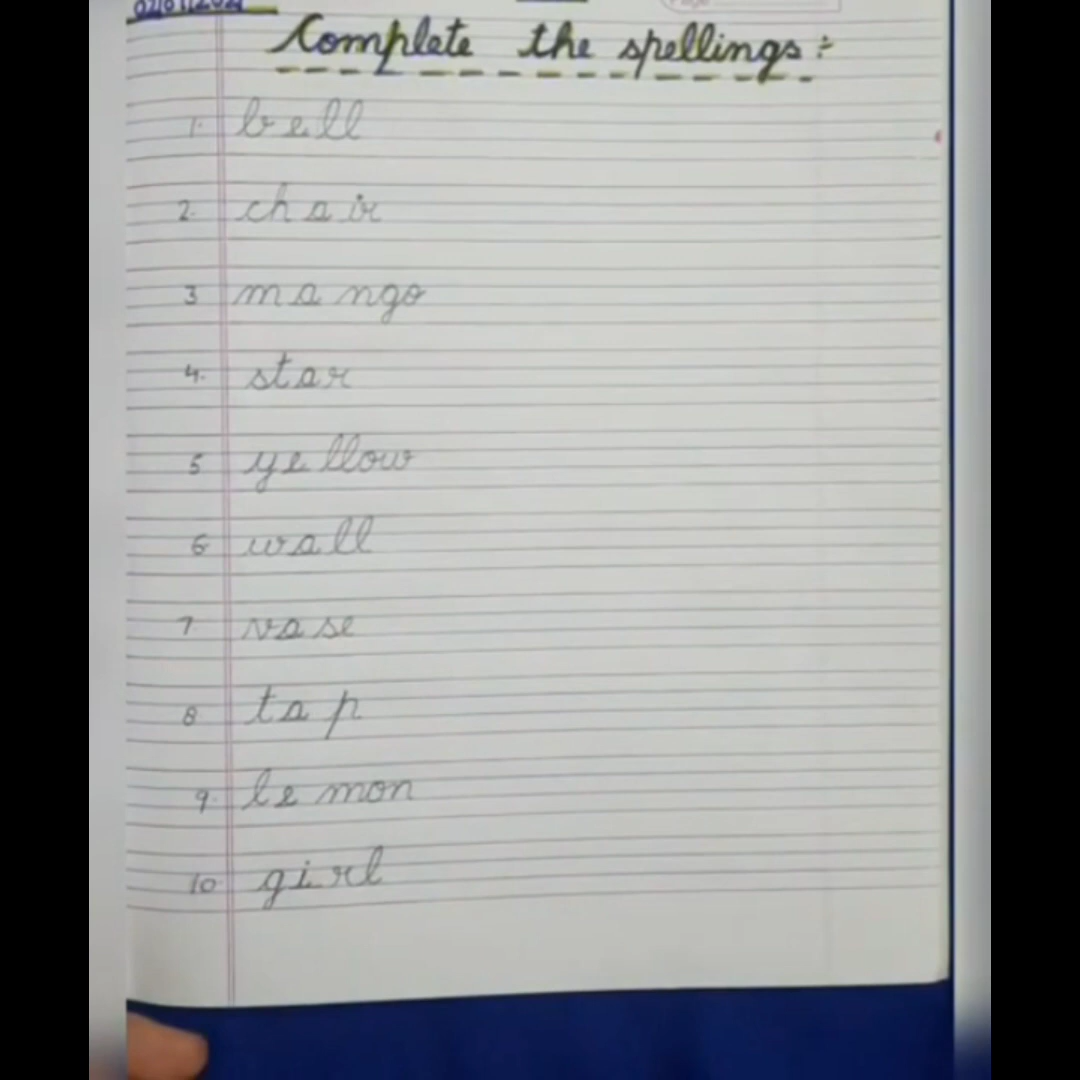 Complete the spellings :-
1. bell
2. chair
3 mango
4. star
5 yellow
6 wall
7 vase
8 tap
9. lemon
10 girl